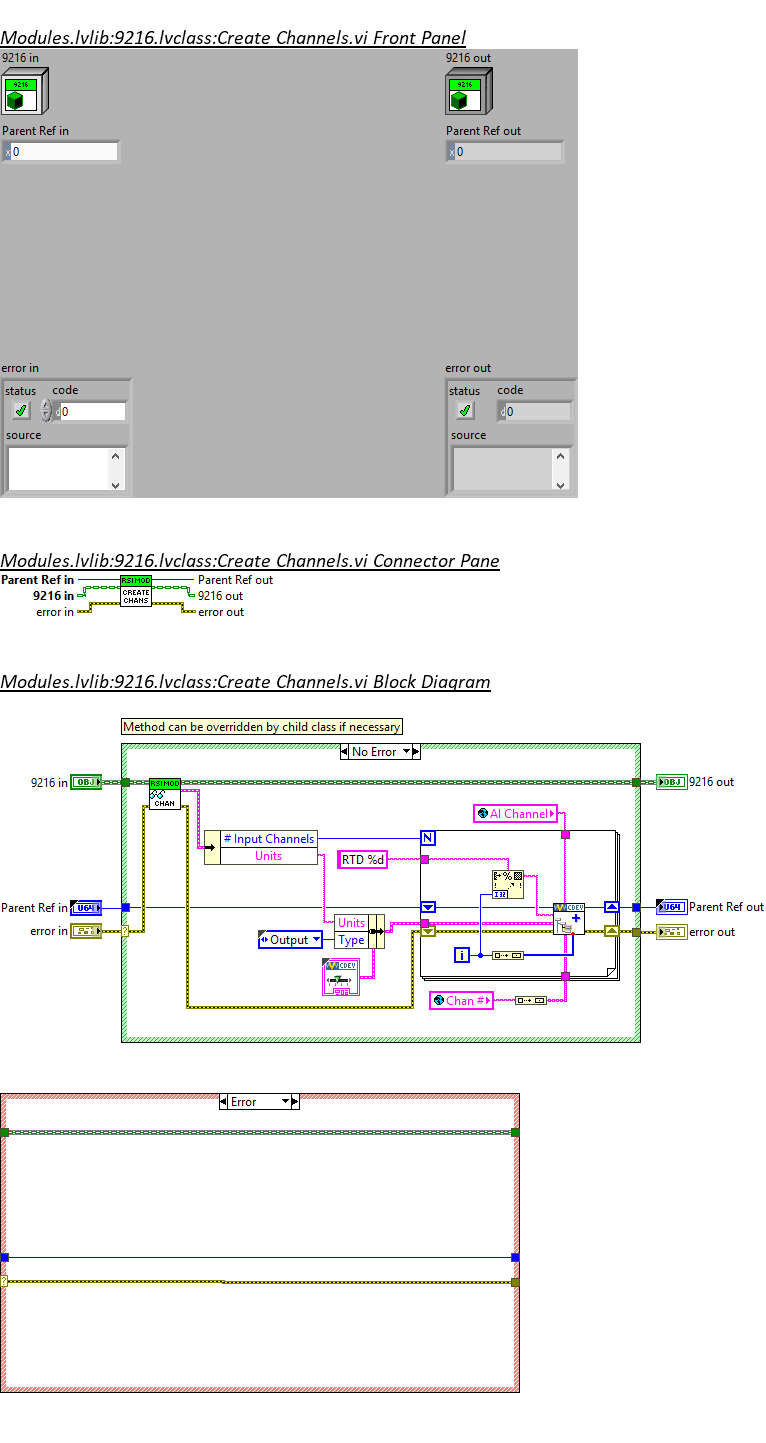 Modules.lvlib:9216.lvclass:Create Channels.vi Front Panel
9216 in
9216 out
9216
9216
Parent Ref in
Parent Ref out
x 0
x 0
error in
error out
status code
status code
d 0
d 0
source
source
Modules.lvlib:9216.lvclass:Create Channels.vi Connector Pane
Parent Ref in
RSI MOD
Parent Ref out
9216 in
CREATE
CHANS
9216 out
error in
error out
Modules.lvlib:9216.lvclass:Create Channels.vi Block Diagram
Method can be overridden by child class if necessary
No Error
9216 in
OBJ
RSI MOD
CHAN
OBJ
9216 out
AI Channel
# Input Channels
Units
N
RTD %d
I32
Parent Ref in
U64
CDEV
U64
Parent Ref out
Units
Type
Output
error in
?
error out
i
CDEV
Chan #
Error
?